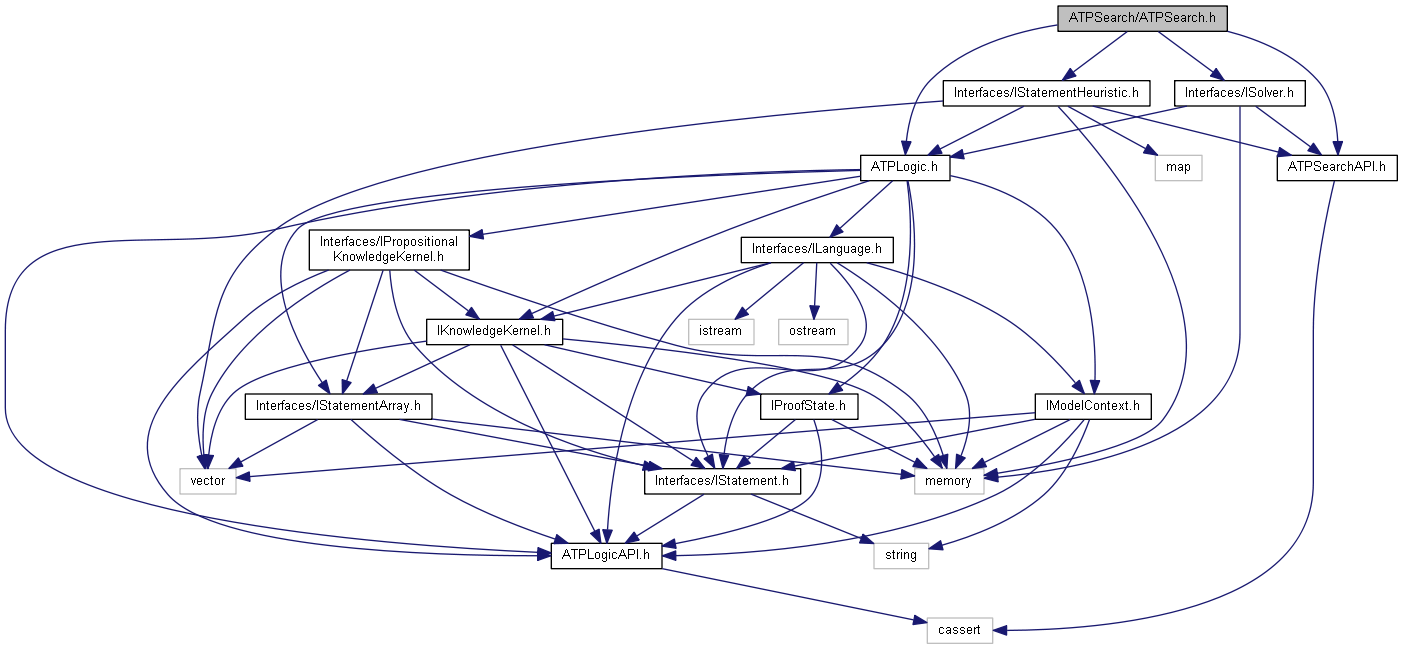 ATPSearch/ATPSearch.h
Interfaces/IStatementHeuristic.h
Interfaces/ISolver.h
ATPLogic.h
map
ATPSearchAPI.h
Interfaces/IPropositional
KnowledgeKernel.h
Interfaces/ILanguage.h
IKnowledgeKernel.h
istream
ostream
Interfaces/IStatementArray.h
IProofState.h
IModelContext.h
vector
Interfaces/IStatement.h
memory
ATPLogicAPI.h
string
cassert